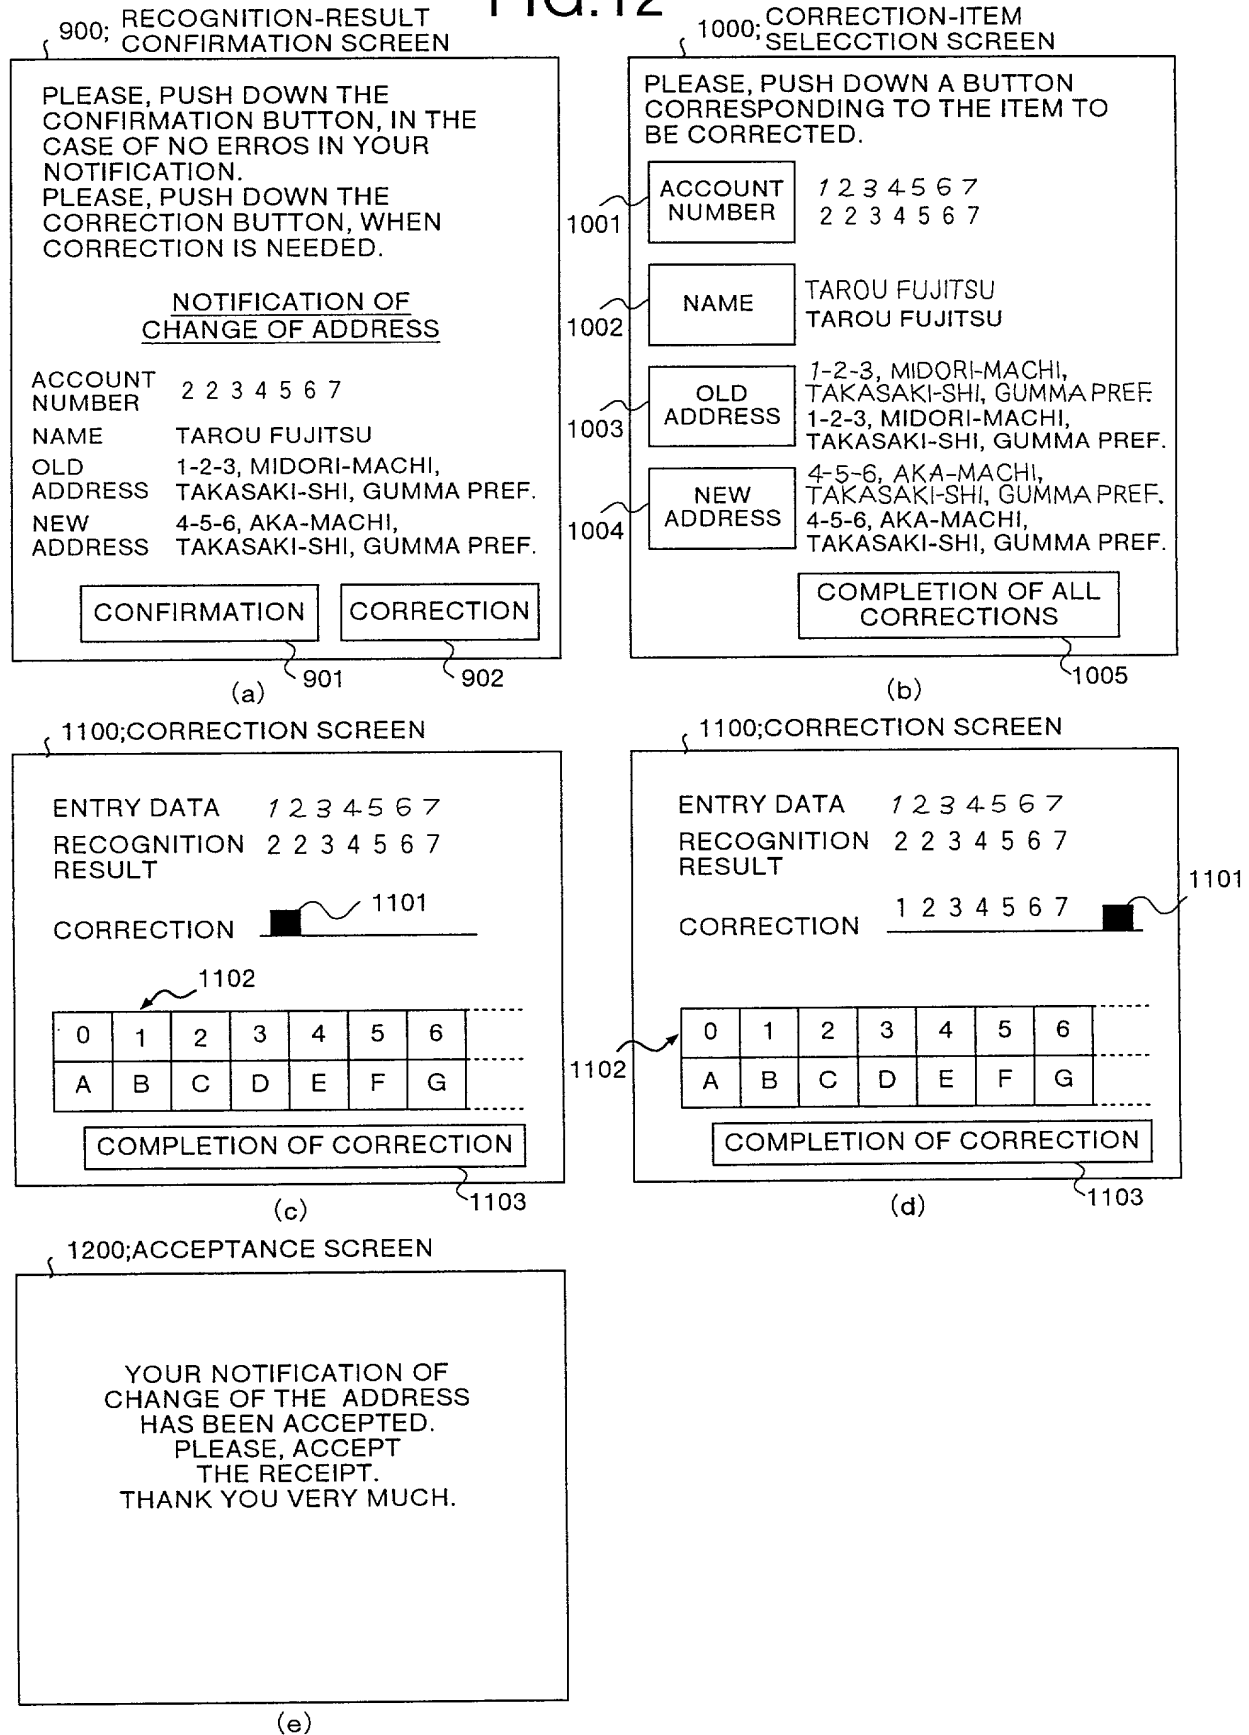 FIG.12
900; RECOGNITION-RESULT
CONFIRMATION SCREEN
PLEASE, PUSH DOWN THE
CONFIRMATION BUTTON, IN THE
CASE OF NO ERROS IN YOUR
NOTIFICATION.
PLEASE, PUSH DOWN THE
CORRECTION BUTTON, WHEN
CORRECTION IS NEEDED.
NOTIFICATION OF
CHANGE OF ADDRESS
ACCOUNT
NUMBER 2 2 3 4 5 6 7
NAME TAROU FUJITSU
OLD 1-2-3, MIDORI-MACHI,
ADDRESS TAKASAKI-SHI, GUMMA PREF.
NEW 4-5-6, AKA-MACHI,
ADDRESS TAKASAKI-SHI, GUMMA PREF.
CONFIRMATION CORRECTION
901 902
(a)
1000; CORRECTION-ITEM
SELECCTION SCREEN
PLEASE, PUSH DOWN A BUTTON
CORRESPONDING TO THE ITEM TO
BE CORRECTED.
ACCOUNT 1 2 3 4 5 6 7
NUMBER 2 2 3 4 5 6 7
1001
NAME TAROU FUJITSU
TAROU FUJITSU
1002
1-2-3, MIDORI-MACHI,
OLD TAKASAKI-SHI, GUMMA PREF.
ADDRESS 1-2-3, MIDORI-MACHI,
1003 TAKASAKI-SHI, GUMMA PREF.
4-5-6, AKA-MACHI,
NEW TAKASAKI-SHI, GUMMA PREF.
ADDRESS 4-5-6, AKA-MACHI,
1004 TAKASAKI-SHI, GUMMA PREF.
COMPLETION OF ALL
CORRECTIONS
1005
(b)
1100;CORRECTION SCREEN
ENTRY DATA 1 2 3 4 5 6 7
RECOGNITION 2 2 3 4 5 6 7
RESULT
1101
CORRECTION
1102
0 1 2 3 4 5 6
A B C D E F G
COMPLETION OF CORRECTION
1103
(c)
1100;CORRECTION SCREEN
ENTRY DATA 1 2 3 4 5 6 7
RECOGNITION 2 2 3 4 5 6 7
RESULT
1101
CORRECTION 1 2 3 4 5 6 7
0 1 2 3 4 5 6
1102
A B C D E F G
COMPLETION OF CORRECTION
1103
(d)
1200;ACCEPTANCE SCREEN
YOUR NOTIFICATION OF
CHANGE OF THE ADDRESS
HAS BEEN ACCEPTED.
PLEASE, ACCEPT
THE RECEIPT.
THANK YOU VERY MUCH.
(e)